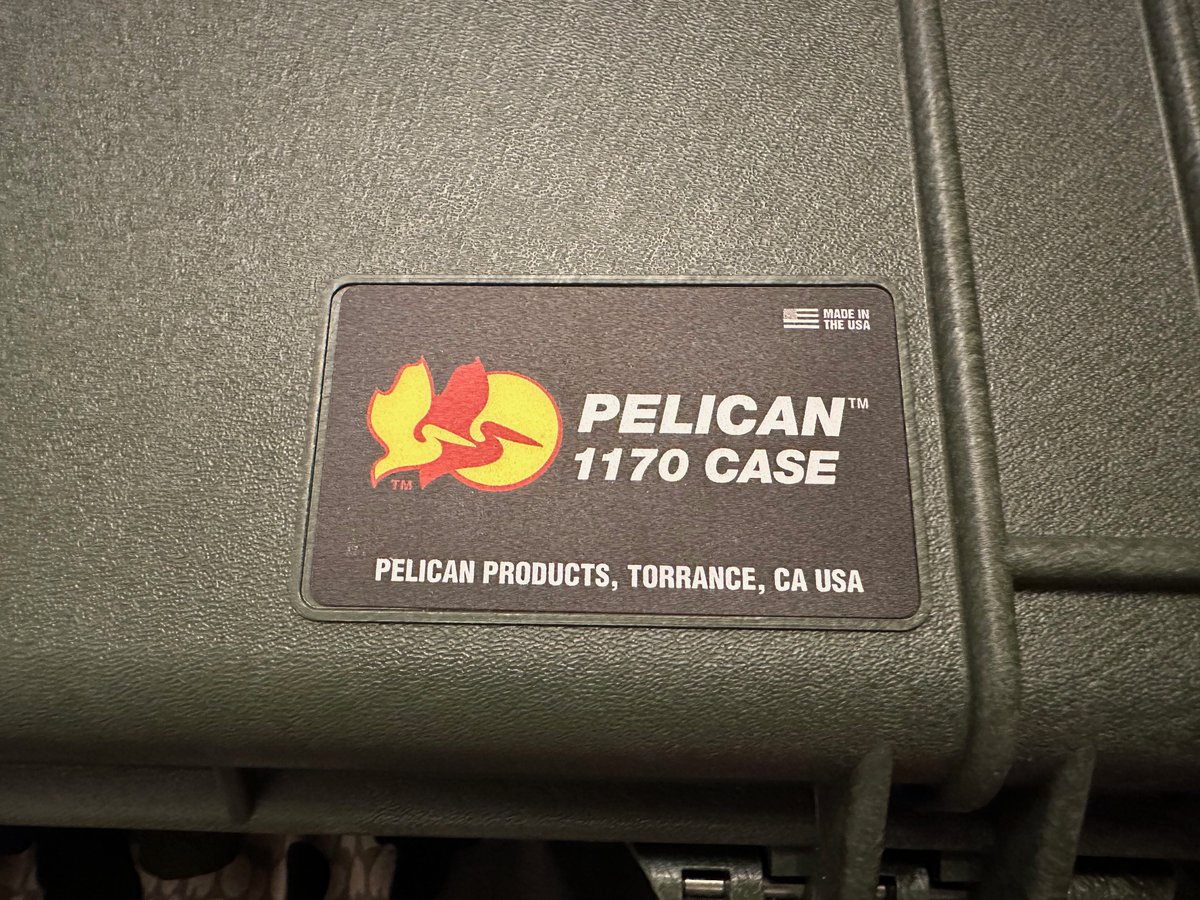 MADE IN
THE USA
PELICAN™
1170 CASE
TM
PELICAN PRODUCTS, TORRANCE, CA USA